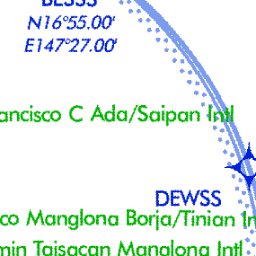 BESSS
N16°55.00'
E147°27.00'
ancisco C Ada/Saipan Intl
DEWSS
co Manglona Borja/Tinian In
min Taisacan Manglona Intl